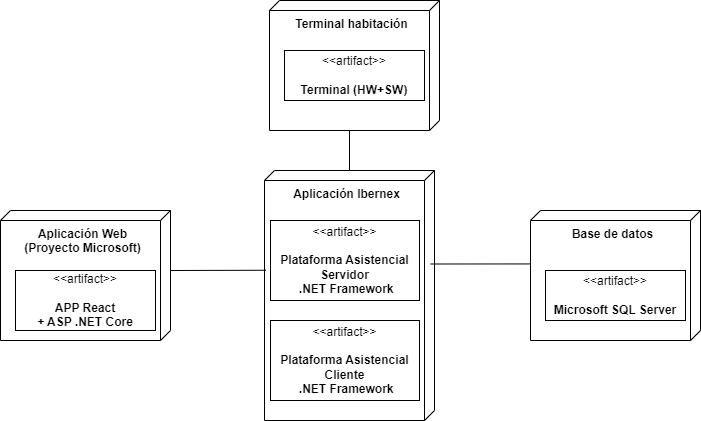 Terminal habitación
<<artifact>>
Terminal (HW+SW)
Aplicación Ibernex
<<artifact>>
Plataforma Asistencial
Servidor
.NET Framework
<<artifact>>
Plataforma Asistencial
Cliente
.NET Framework
Aplicación Web
(Proyecto Microsoft)
<<artifact>>
APP React
+ ASP .NET Core
Base de datos
<<artifact>>
Microsoft SQL Server